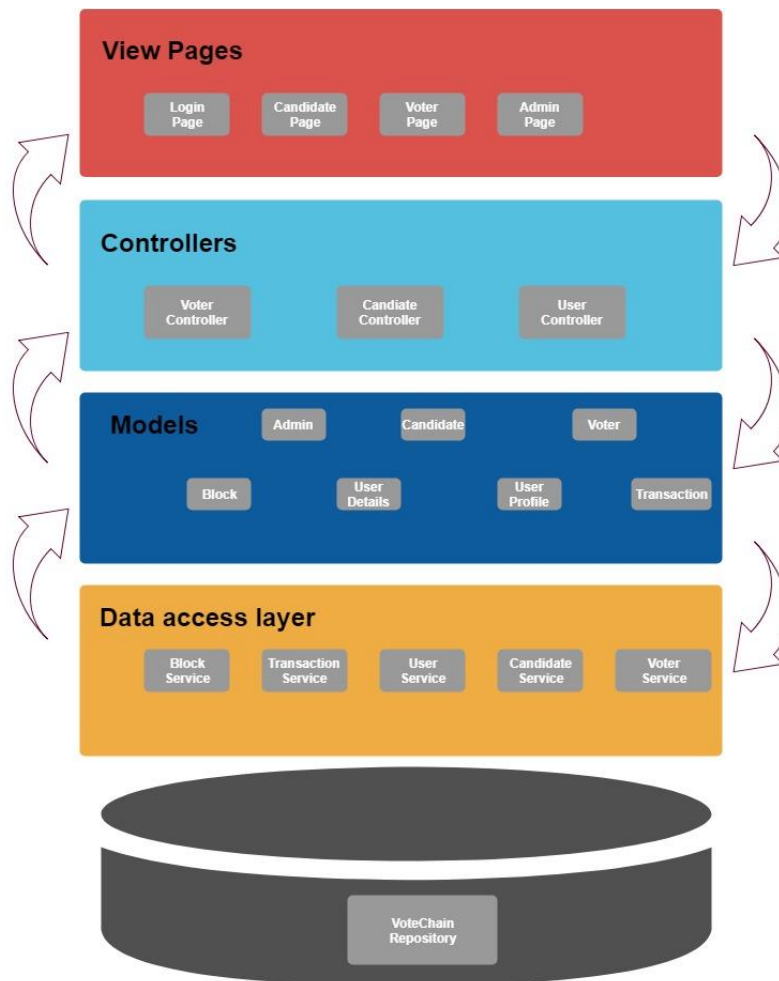 View Pages
Login
Page
Candidate
Page
Voter
Page
Admin
Page
Controllers
Voter
Controller
Candiate
Controller
User
Controller
Models
Admin
Candidate
Voter
Block
User
Details
User
Profile
Transaction
Data access layer
Block
Service
Transaction
Service
User
Service
Candidate
Service
Voter
Service
VoteChain
Repository